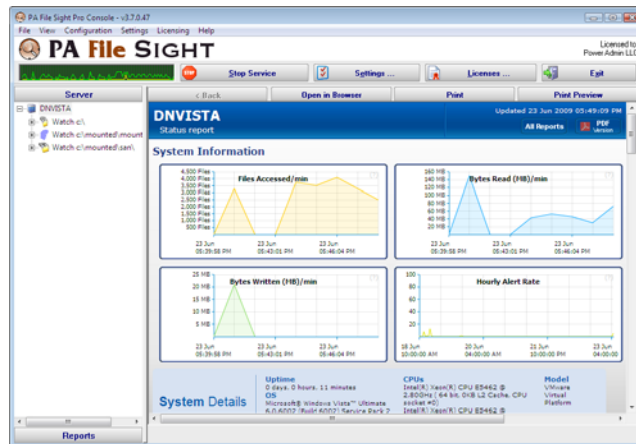 PA File Sight Pro Console - v3.7.0.47
File View Configuration Settings Licensing Help
PA FILE SIGHT
Licensed to
Power Admin LLC
STOP Stop Service Settings ... Licenses ... Exit
Server < Back Open in Browser Print Print Preview
DNVISTA
Watch c:\
Watch c:\mounted\mount
Watch c:\mounted\san\
DNVISTA
Status report
Updated 23 Jun 2009 05:49:09 PM
All Reports PDF Version
System Information
Files Accessed/min
4,500 Files
4,000 Files
3,500 Files
3,000 Files
2,500 Files
2,000 Files
1,500 Files
1,000 Files
500 Files
23 Jun 23 Jun 23 Jun
05:39:58 PM 05:43:01 PM 05:46:04 PM
Bytes Read (MB)/min
160 MB
140 MB
120 MB
100 MB
80 MB
60 MB
40 MB
20 MB
23 Jun 23 Jun 23 Jun
05:39:58 PM 05:43:01 PM 05:46:04 PM
Bytes Written (MB)/min
25 MB
20 MB
15 MB
10 MB
5 MB
23 Jun 23 Jun 23 Jun
05:39:58 PM 05:43:01 PM 05:46:04 PM
Hourly Alert Rate
100
80
60
40
20
18 Jun 20 Jun 21 Jun 23 Jun
10:00:00 AM 04:00:00 AM 10:00:00 PM 04:00:00
System Details
Uptime
0 days, 0 hours, 11 minutes
OS
Microsoft® Windows Vista™ Ultimate
6.0.6002 [Build 6002] Service Pack 2
CPUs
Intel(R) Xeon(R) CPU E5462 @
2.80GHz [ 64 bit, 0KB L2 Cache, CPU
socket #0]
Intel(R) Xeon(R) CPU E5462 @
Model
VMware
Virtual
Platform
Reports